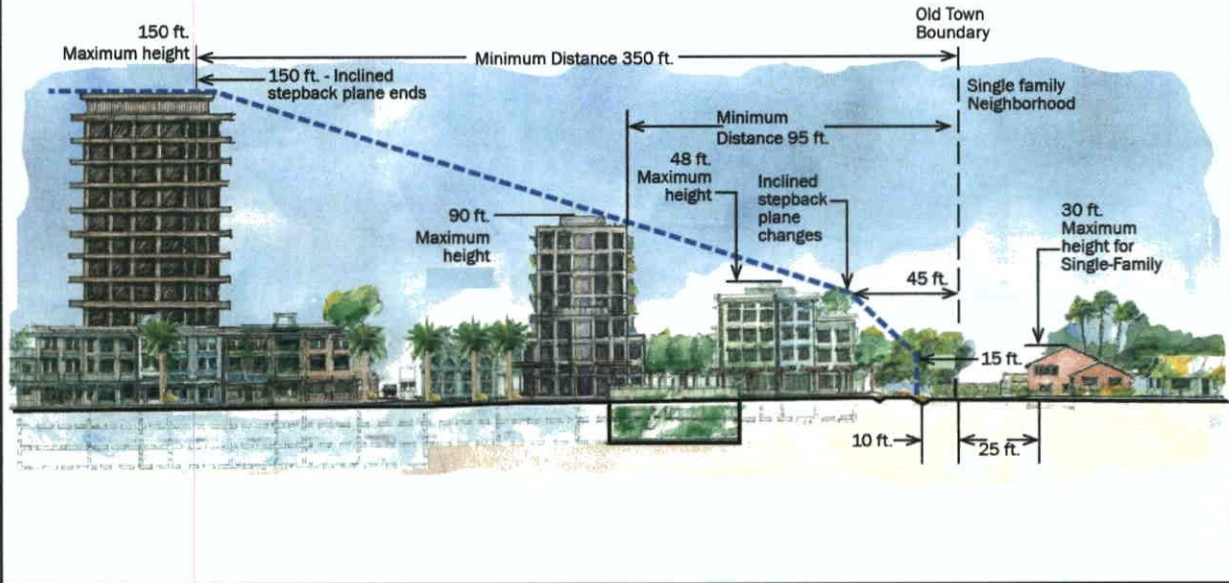 150 ft.
Maximum height
Minimum Distance 350 ft.
Old Town
Boundary
150 ft. - Inclined
stepback plane ends
Single family
Neighborhood
Minimum
Distance 95 ft.
48 ft.
Maximum
height
Inclined
stepback
plane
changes
90 ft.
Maximum
height
30 ft.
Maximum
height for
Single-Family
45 ft.
15 ft.
10 ft.
25 ft.